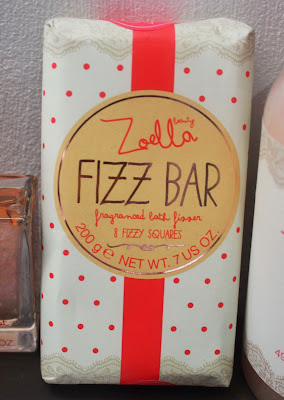 beauty
Zoella
FIZZ BAR
fragranced bath fizzer
8 FIZZY SQUARES
200 g ℮ NET WT. 7 US OZ.